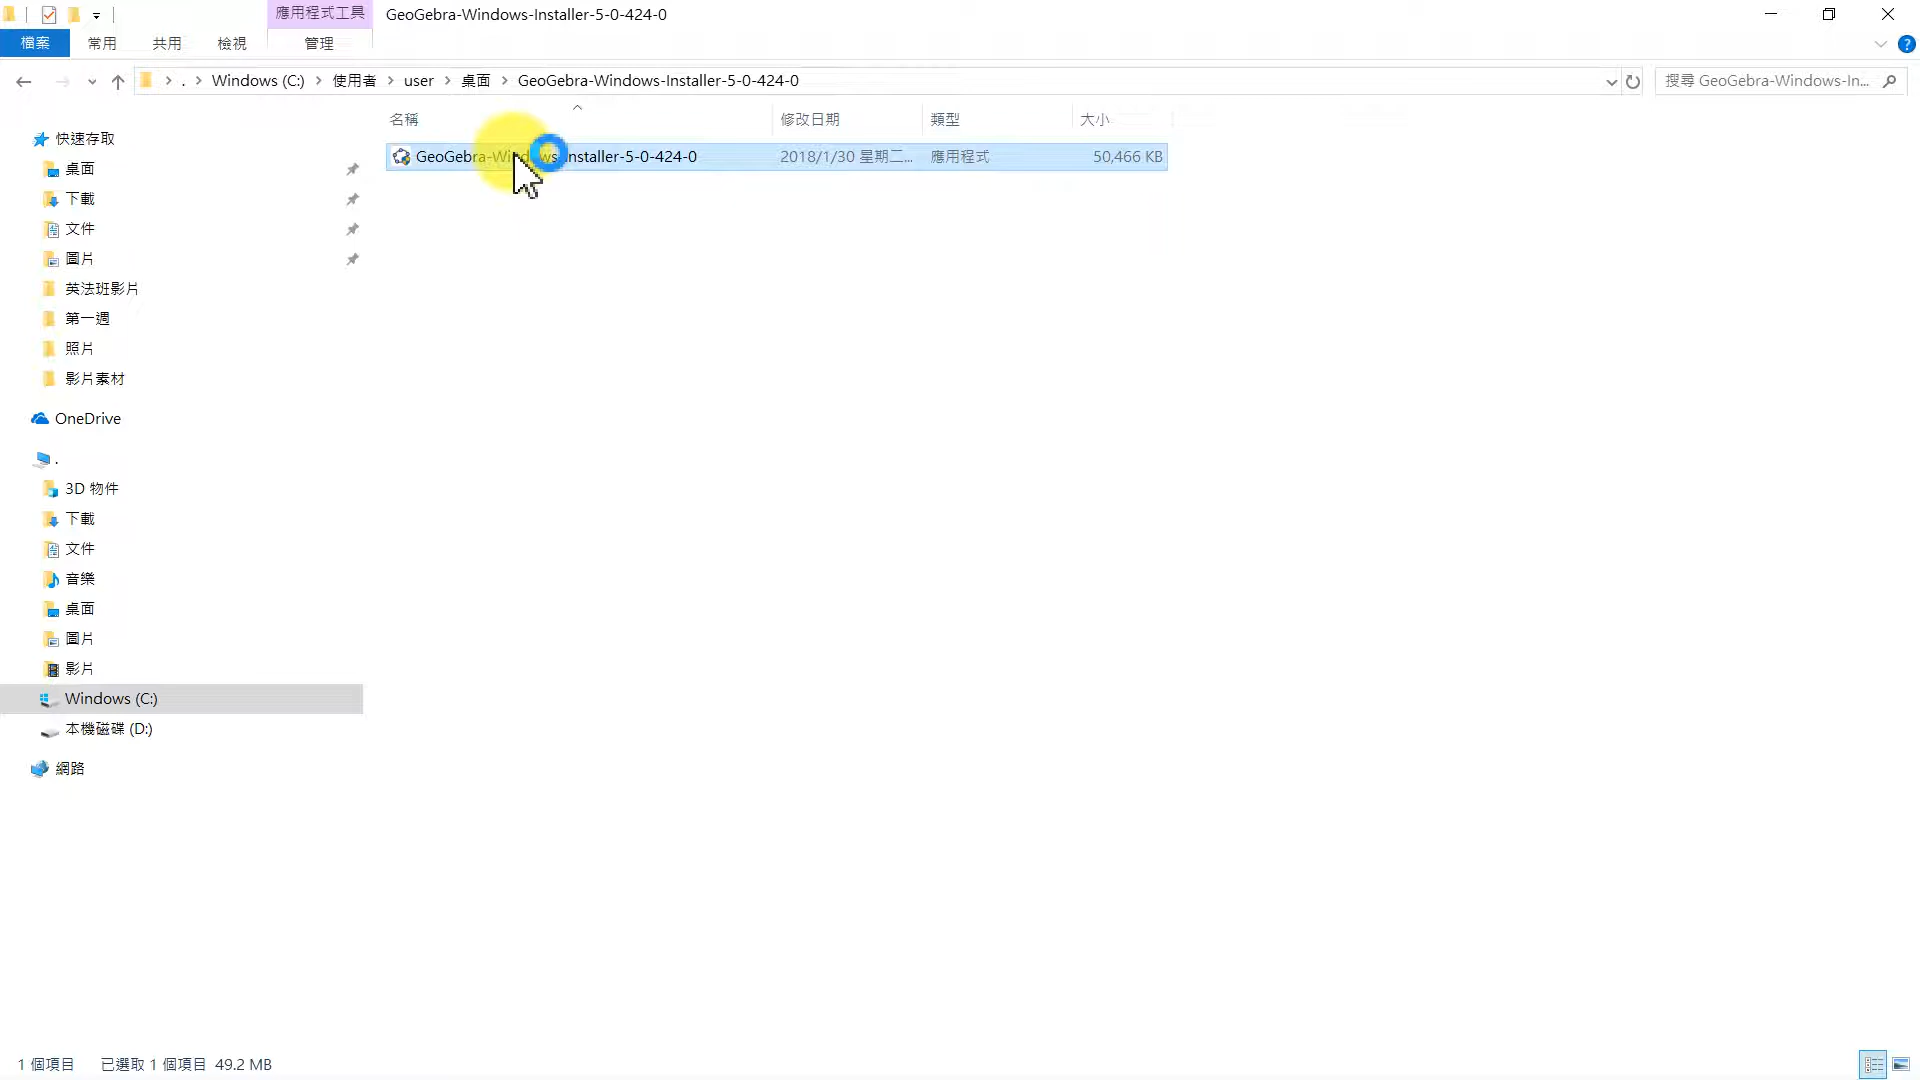 應用程式工具
GeoGebra-Windows-Installer-5-0-424-0
檔案
常用
共用
檢視
管理
. Windows (C:) 使用者 user 桌面 GeoGebra-Windows-Installer-5-0-424-0
搜尋 GeoGebra-Windows-In...
名稱
修改日期
類型
大小
GeoGebra-Windows-Installer-5-0-424-0
2018/1/30 星期二...
應用程式
50,466 KB
快速存取
桌面
下載
文件
圖片
英法班影片
第一週
照片
影片素材
OneDrive
.
3D 物件
下載
文件
音樂
桌面
圖片
影片
Windows (C:)
本機磁碟 (D:)
網路
1 個項目
已選取 1 個項目 49.2 MB